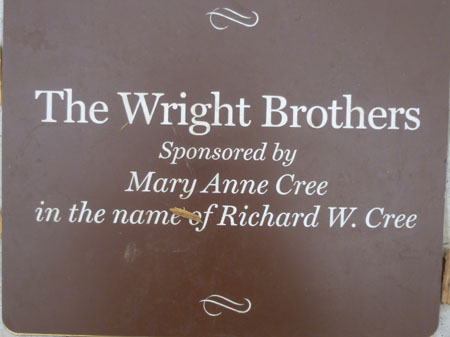 The Wright Brothers
Sponsored by
Mary Anne Cree
in the name of Richard W. Cree